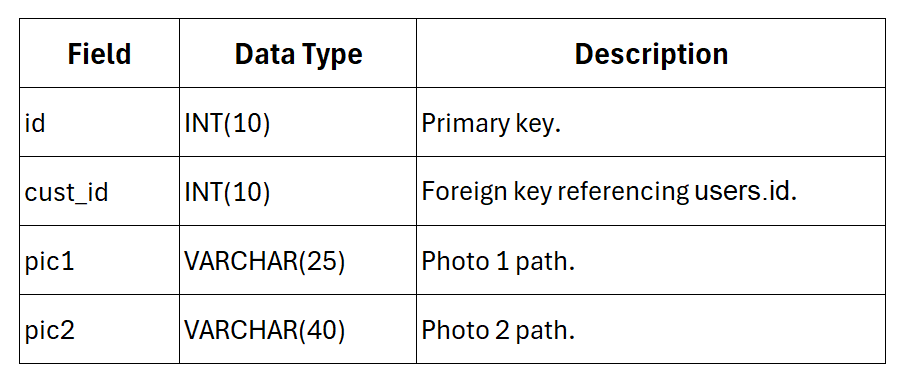 Field Data Type Description
id INT(10) Primary key.
cust_id INT(10) Foreign key referencing users.id.
pic1 VARCHAR(25) Photo 1 path.
pic2 VARCHAR(40) Photo 2 path.